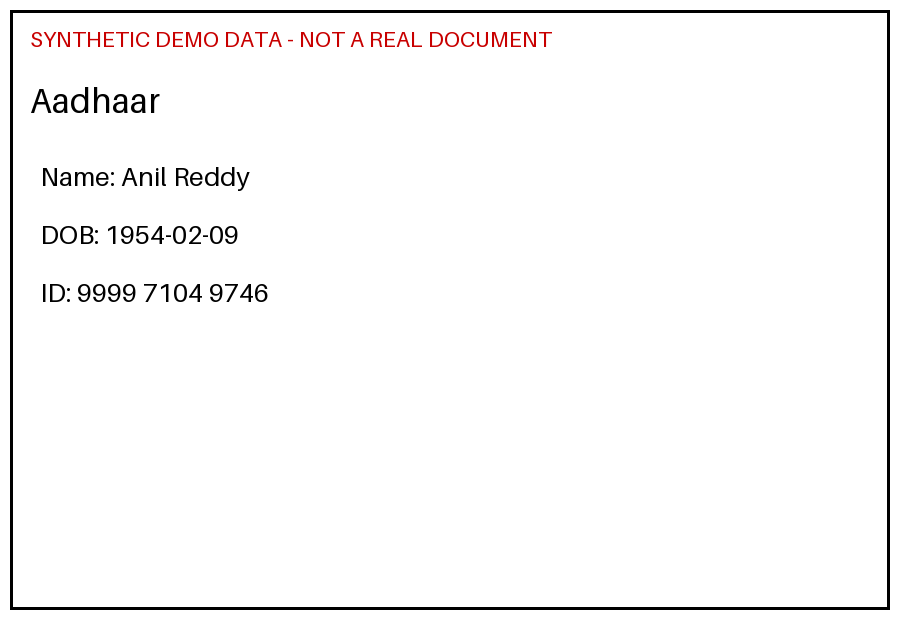 SYNTHETIC DEMO DATA - NOT A REAL DOCUMENT
Aadhaar
Name: Anil Reddy
DOB: 1954-02-09
ID: 9999 7104 9746